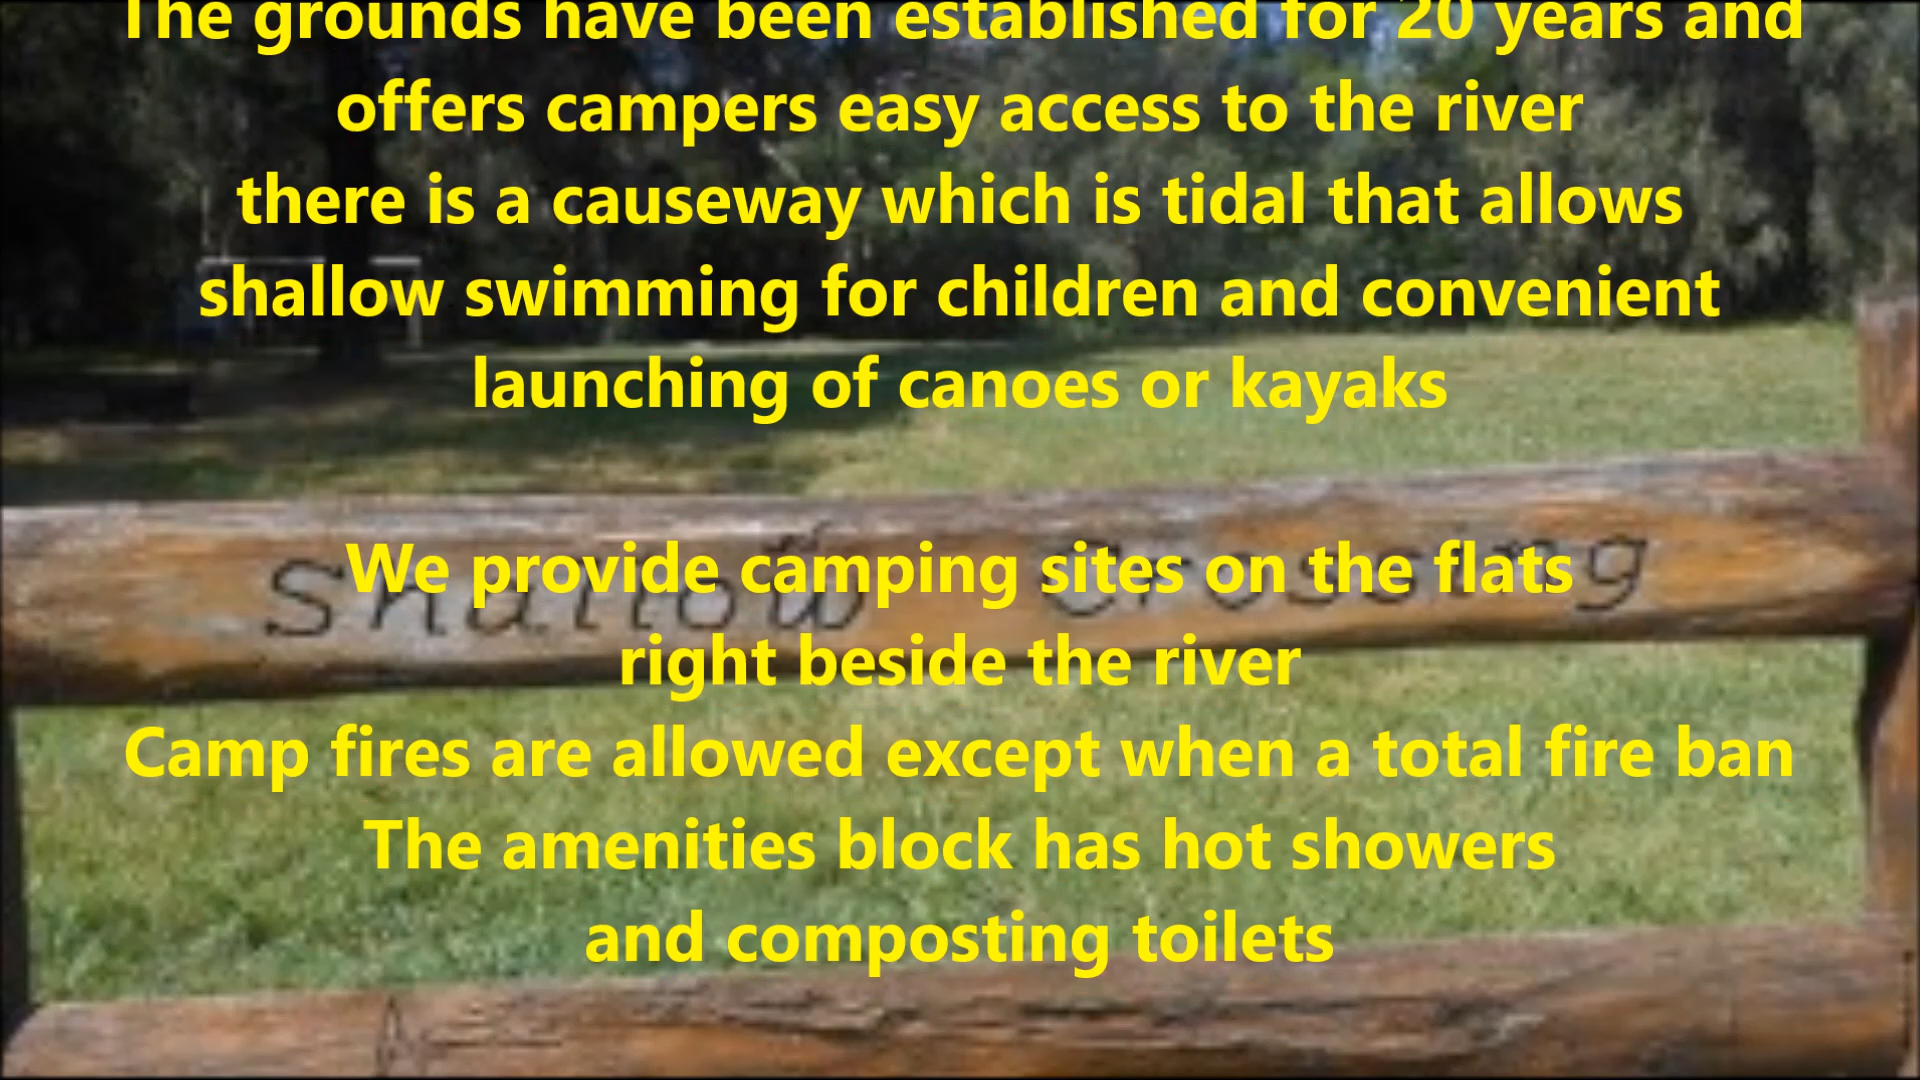 The grounds have been established for 20 years and
offers campers easy access to the river
there is a causeway which is tidal that allows
shallow swimming for children and convenient
launching of canoes or kayaks
Shallow Crossing
We provide camping sites on the flats
right beside the river
Camp fires are allowed except when a total fire ban
The amenities block has hot showers
and composting toilets